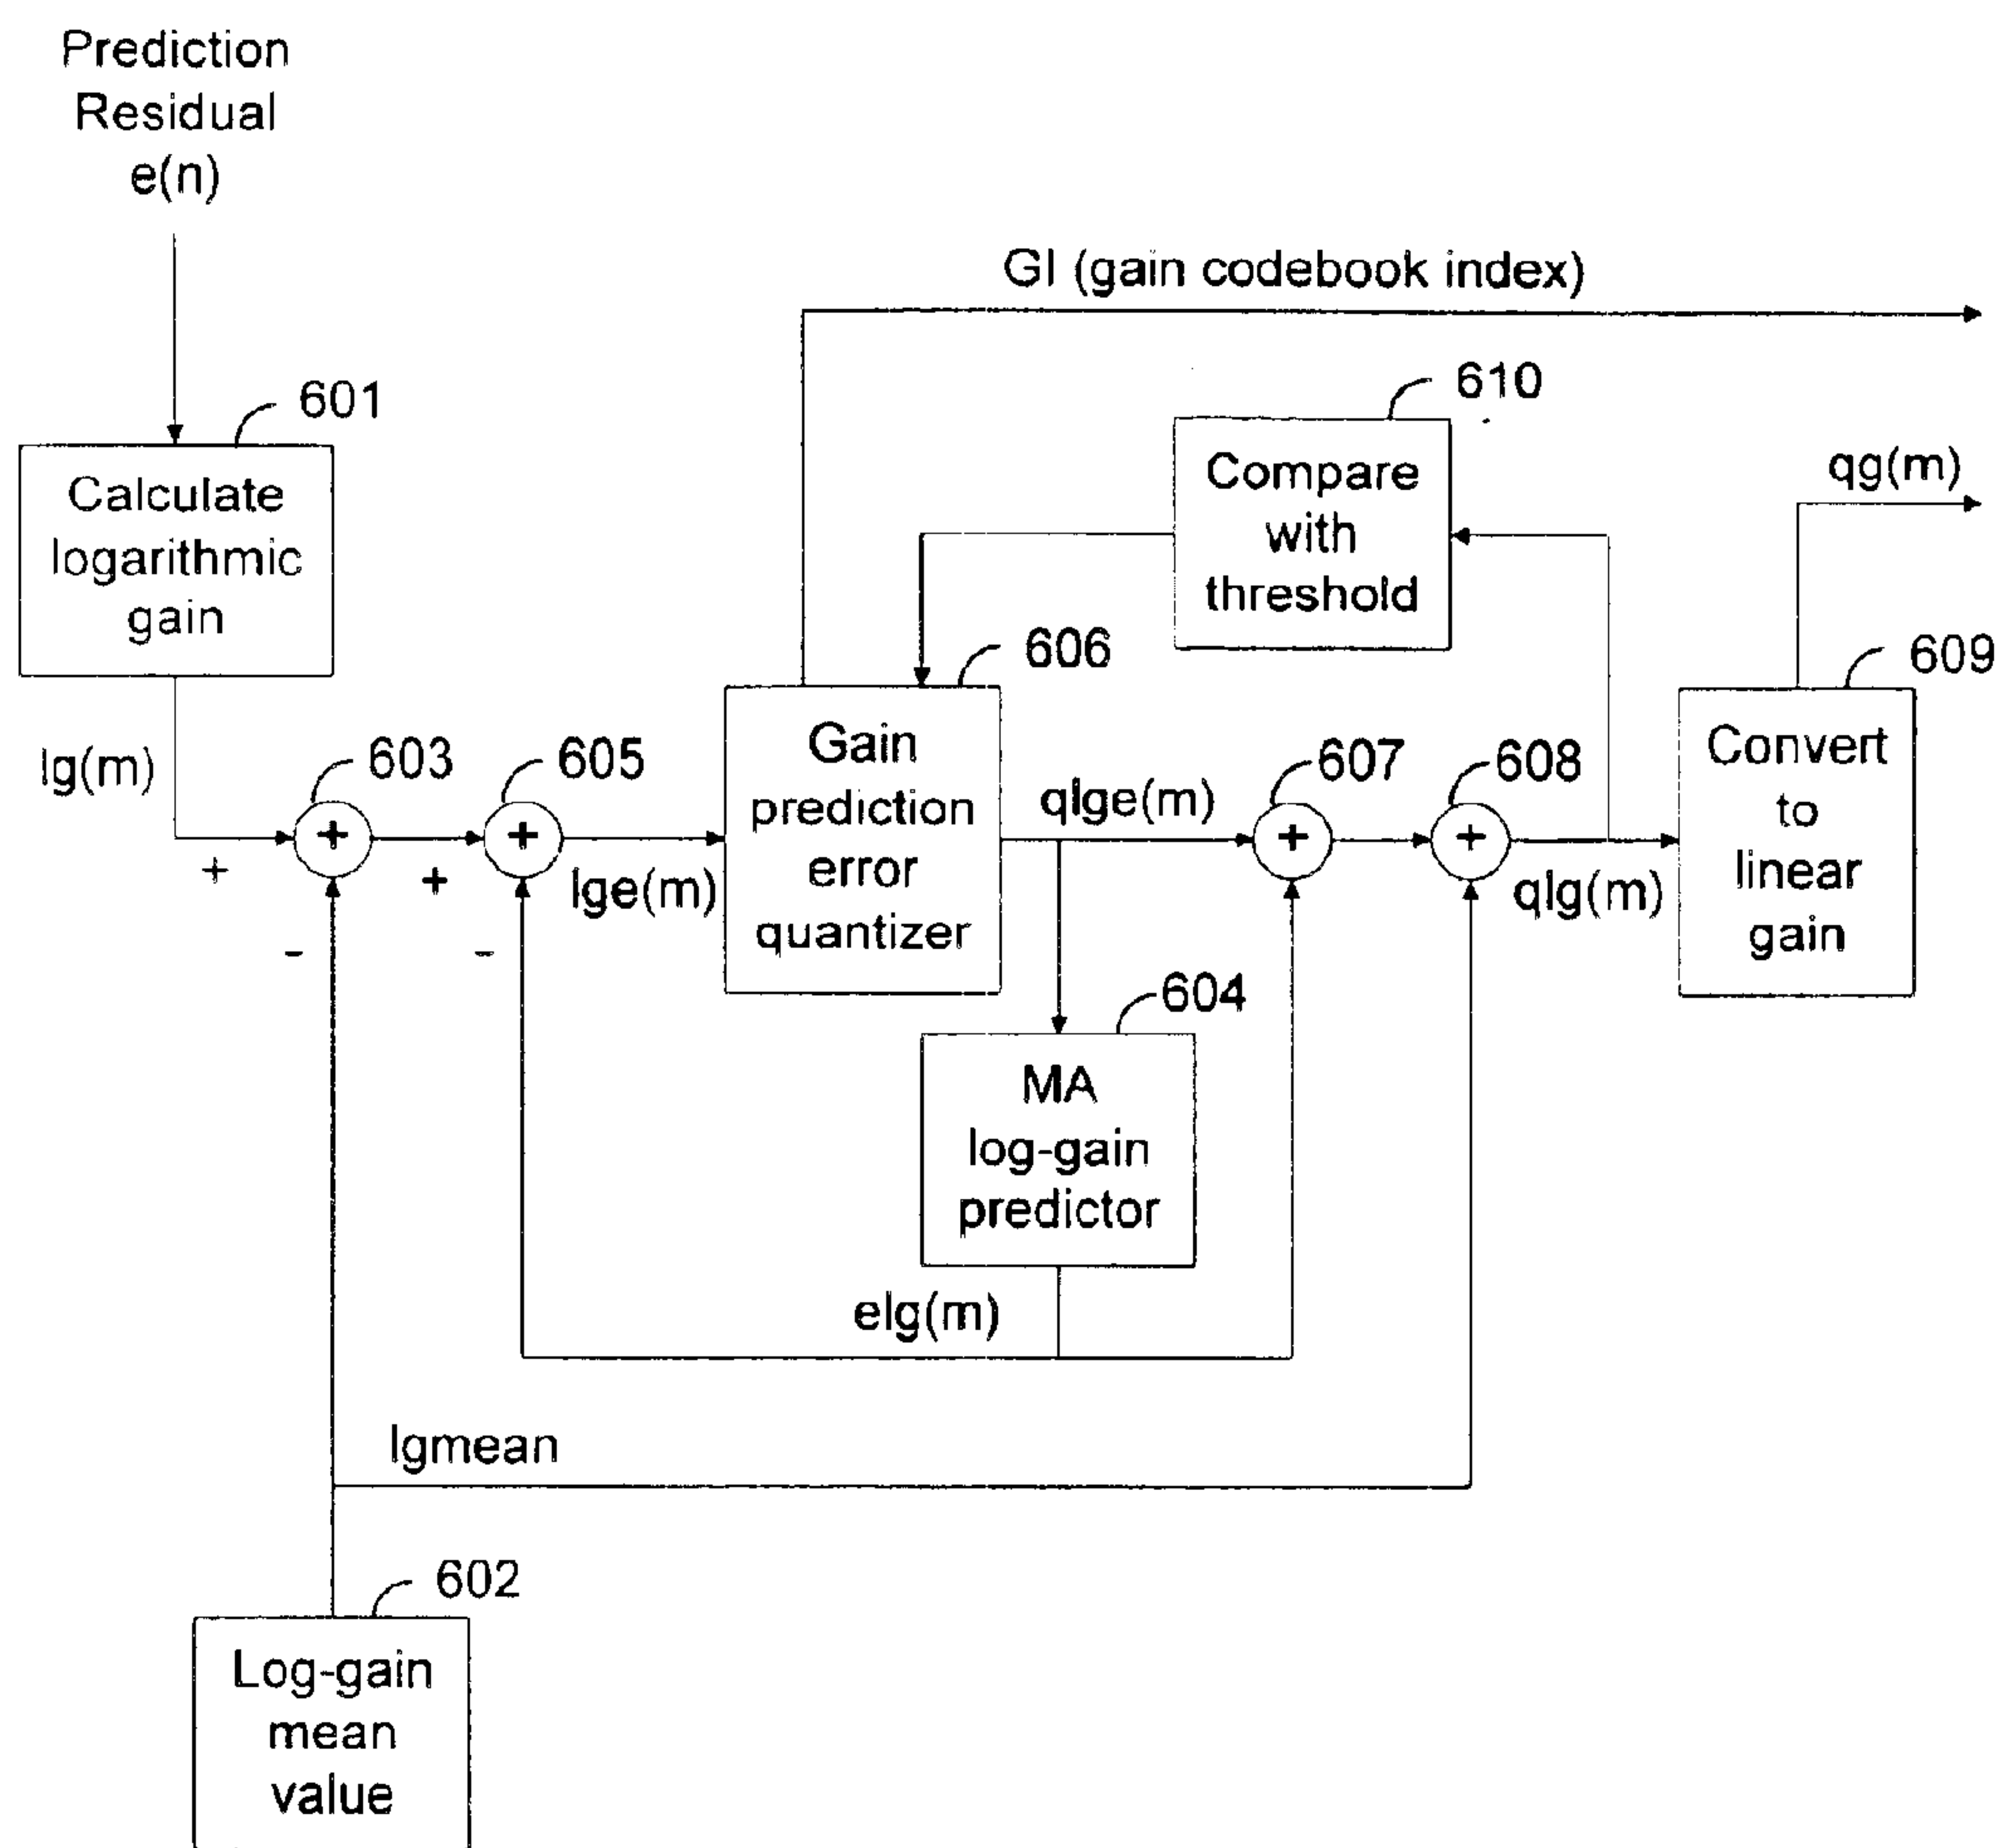 Prediction
Residual
e(n)
GI (gain codebook index)
610
601
Compare
with
threshold
qg(m)
Calculate
logarithmic
gain
606
609
lg(m)
603
605
Gain
prediction
error
quantizer
qlge(m)
607
608
Convert
to
linear
gain
+
+
+
+
+
+
lge(m)
qlg(m)
-
-
604
MA
log-gain
predictor
elg(m)
lgmean
602
Log-gain
mean
value